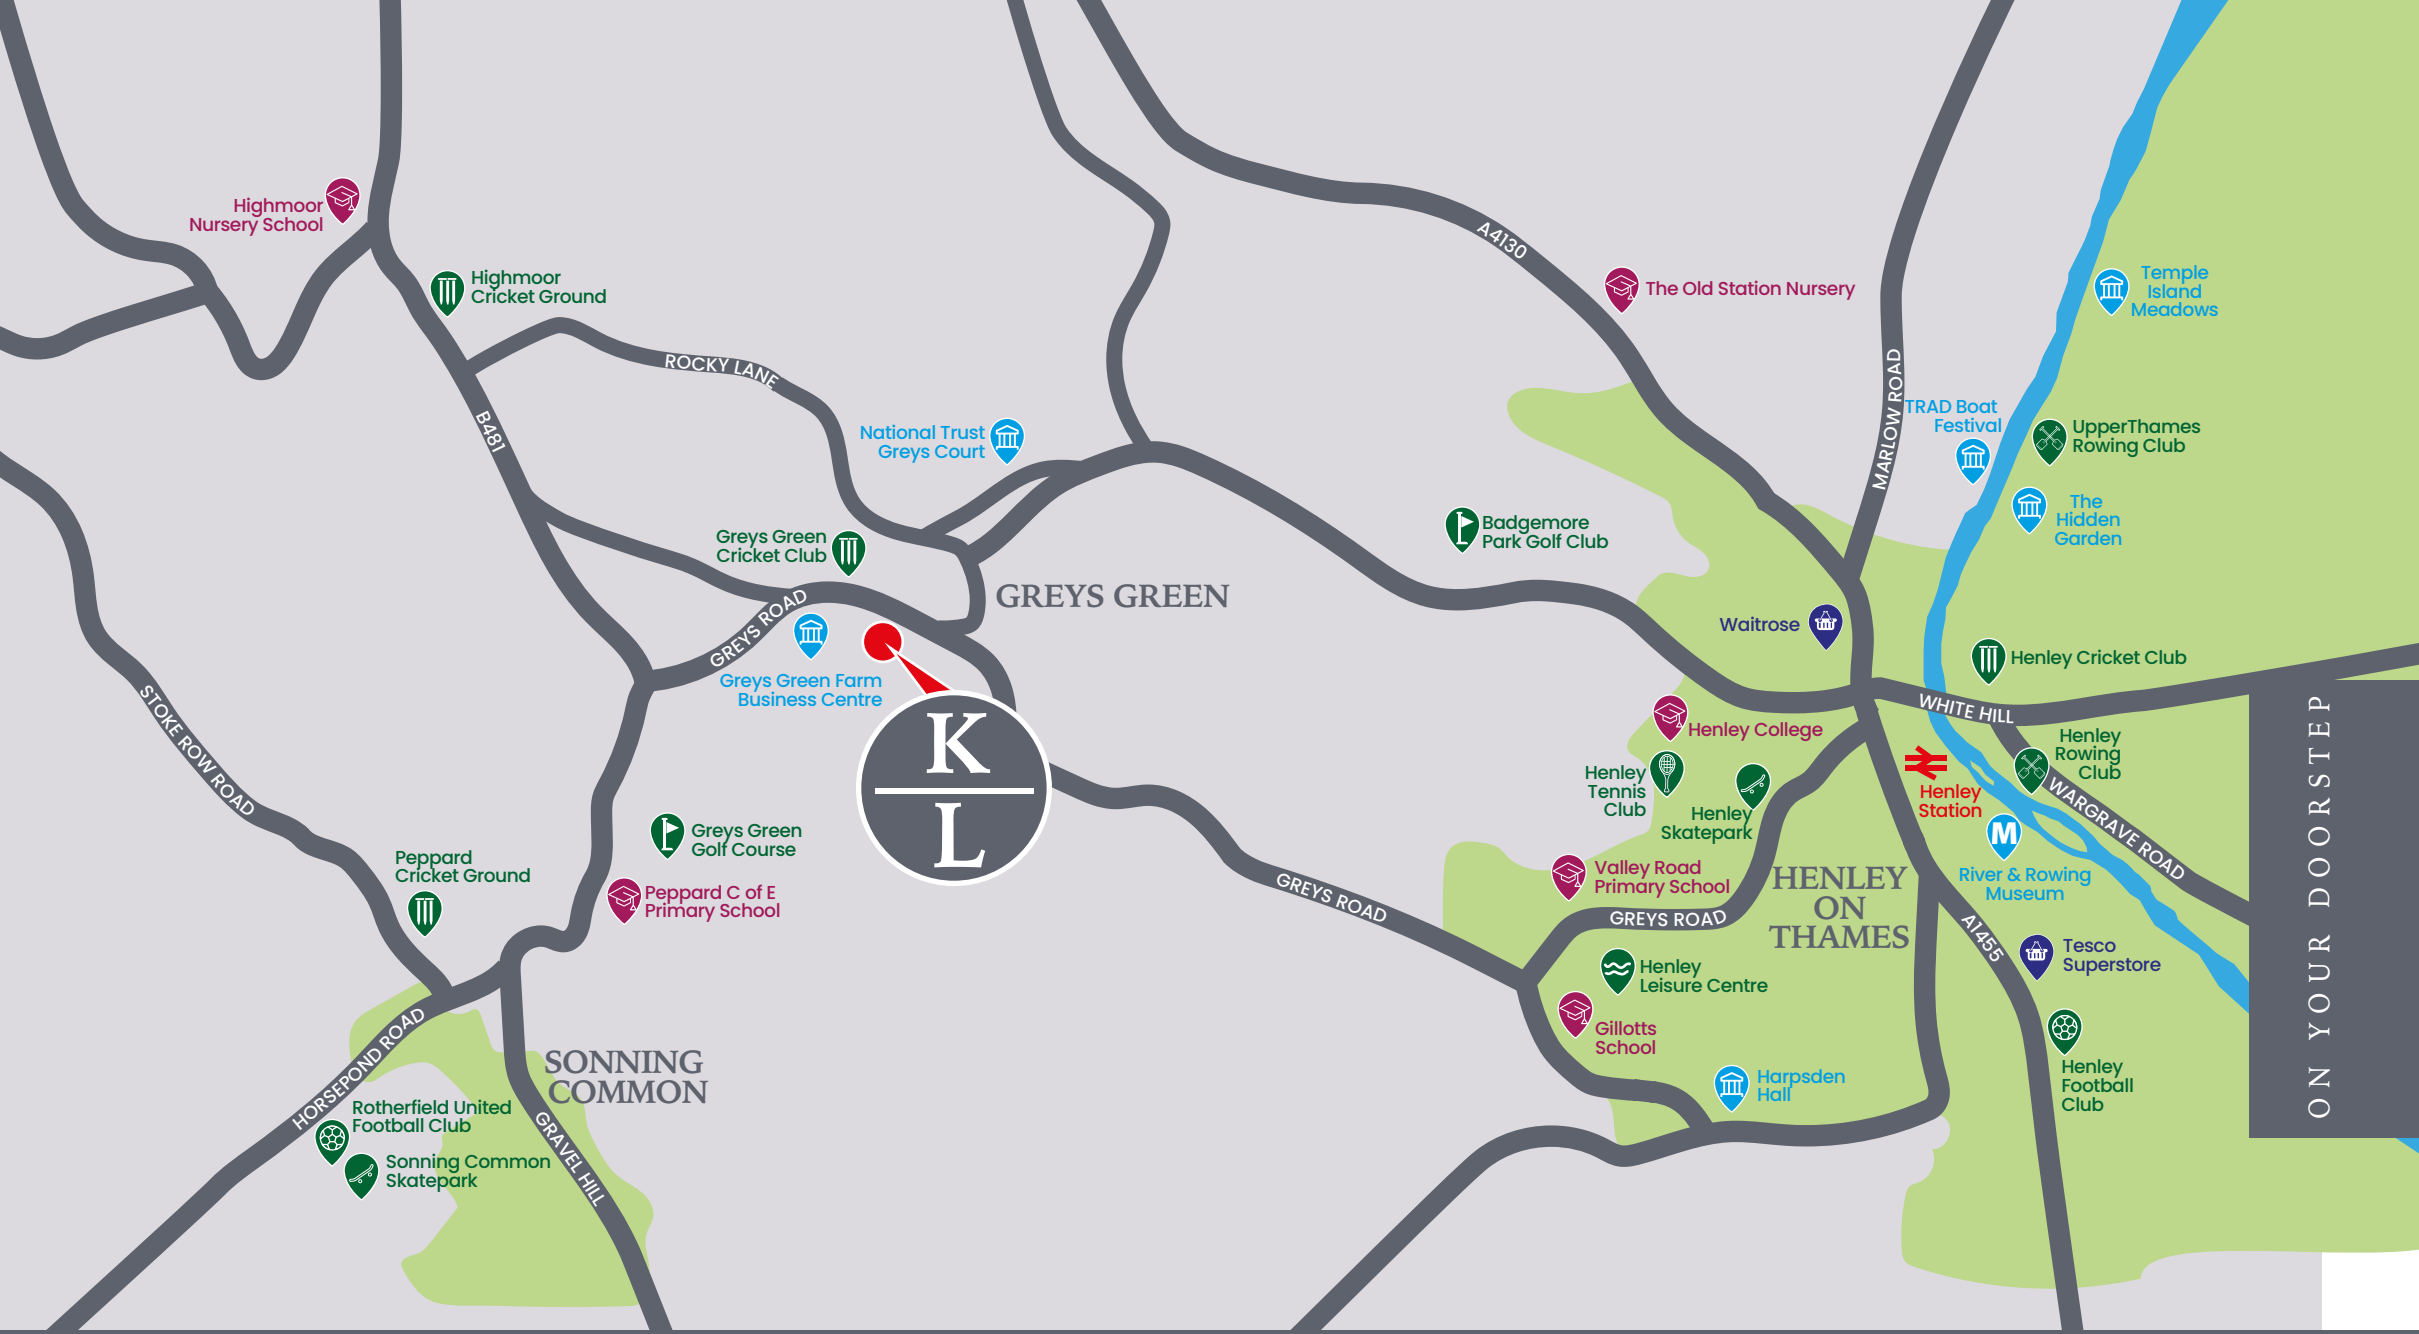 Highmoor
Nursery School
Highmoor
Cricket Ground
ROCKY LANE
B481
National Trust
Greys Court
Greys Green
Cricket Club
GREYS GREEN
GREYS ROAD
Greys Green Farm
Business Centre
K
L
STOKE ROW ROAD
Greys Green
Golf Course
Peppard
Cricket Ground
Peppard C of E
Primary School
SONNING
COMMON
HORSEPOND ROAD
Rotherfield United
Football Club
Sonning Common
Skatepark
GRAVEL HILL
A4130
The Old Station Nursery
MARLOW ROAD
Temple
Island
Meadows
TRAD Boat
Festival
UpperThames
Rowing Club
The
Hidden
Garden
Badgemore
Park Golf Club
Waitrose
Henley Cricket Club
WHITE HILL
Henley College
Henley
Tennis
Club
Henley
Skatepark
Henley
Station
Henley
Rowing
Club
WARGRAVE ROAD
M
River & Rowing
Museum
Valley Road
Primary School
GREYS ROAD
GREYS ROAD
HENLEY
ON
THAMES
A1455
Tesco
Superstore
Henley
Leisure Centre
Gillotts
School
Harpsden
Hall
Henley
Football
Club
ON YOUR DOORSTEP